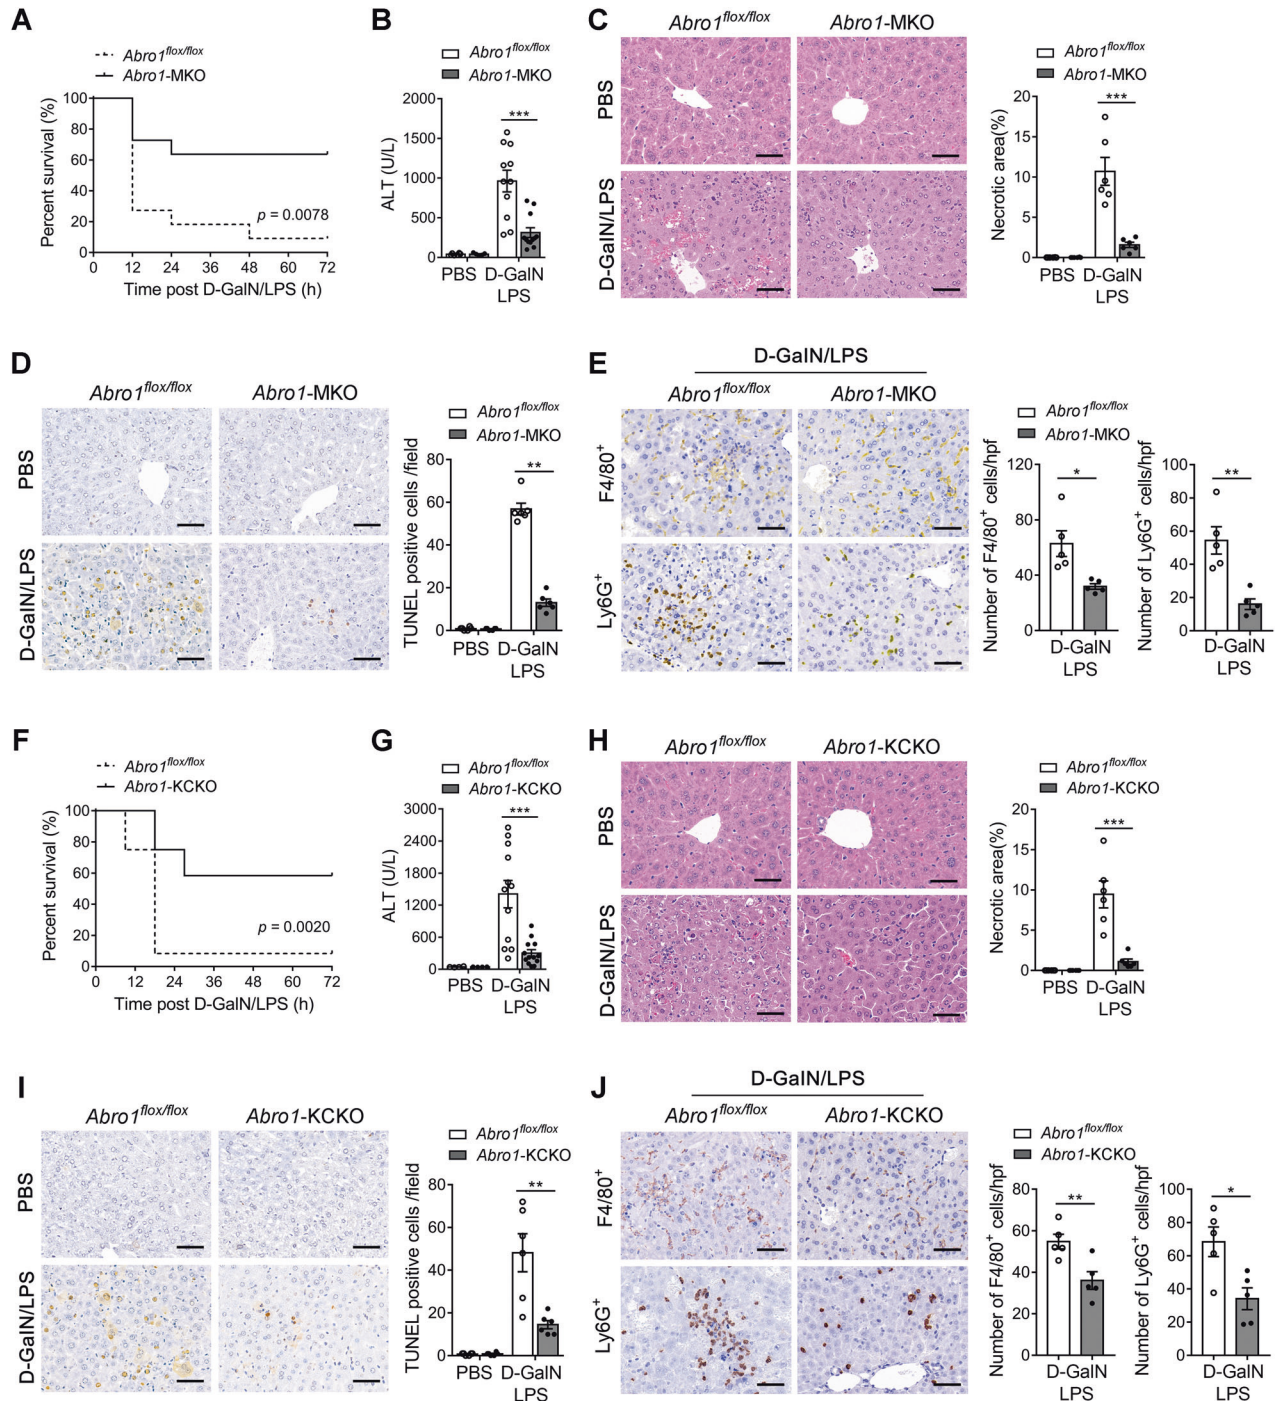 A
Abro1flox/flox
Abro1-MKO
Percent survival (%)
100
80
60
40
20
0
p = 0.0078
0 12 24 36 48 60 72
Time post D-GalN/LPS (h)
B
Abro1flox/flox
Abro1-MKO
ALT (U/L)
2000
1500
1000
500
0
***
PBS D-GalN
LPS
C
Abro1flox/flox Abro1-MKO
PBS
D-GalN/LPS
Abro1flox/flox
Abro1-MKO
Necrotic area(%)
20
15
10
5
0
***
PBS D-GalN
LPS
D
Abro1flox/flox Abro1-MKO
PBS
D-GalN/LPS
Abro1flox/flox
Abro1-MKO
TUNEL positive cells /field
80
60
40
20
0
**
PBS D-GalN
LPS
E
D-GalN/LPS
Abro1flox/flox Abro1-MKO
F4/80+
Ly6G+
Abro1flox/flox
Abro1-MKO
Number of F4/80+ cells/hpf
120
80
40
0
*
D-GalN
LPS
Number of Ly6G+ cells/hpf
100
80
60
40
20
0
**
D-GalN
LPS
F
Abro1flox/flox
Abro1-KCKO
Percent survival (%)
100
80
60
40
20
0
p = 0.0020
0 12 24 36 48 60 72
Time post D-GalN/LPS (h)
G
Abro1flox/flox
Abro1-KCKO
ALT (U/L)
3000
2400
1800
1200
600
0
***
PBS D-GalN
LPS
H
Abro1flox/flox Abro1-KCKO
PBS
D-GalN/LPS
Abro1flox/flox
Abro1-KCKO
Necrotic area(%)
20
15
10
5
0
***
PBS D-GalN
LPS
I
Abro1flox/flox Abro1-KCKO
PBS
D-GalN/LPS
Abro1flox/flox
Abro1-KCKO
TUNEL positive cells /field
80
60
40
20
0
**
PBS D-GalN
LPS
J
D-GalN/LPS
Abro1flox/flox Abro1-KCKO
F4/80+
Ly6G+
Abro1flox/flox
Abro1-KCKO
Number of F4/80+ cells/hpf
80
60
40
20
0
**
D-GalN
LPS
Number of Ly6G+ cells/hpf
100
80
60
40
20
0
*
D-GalN
LPS